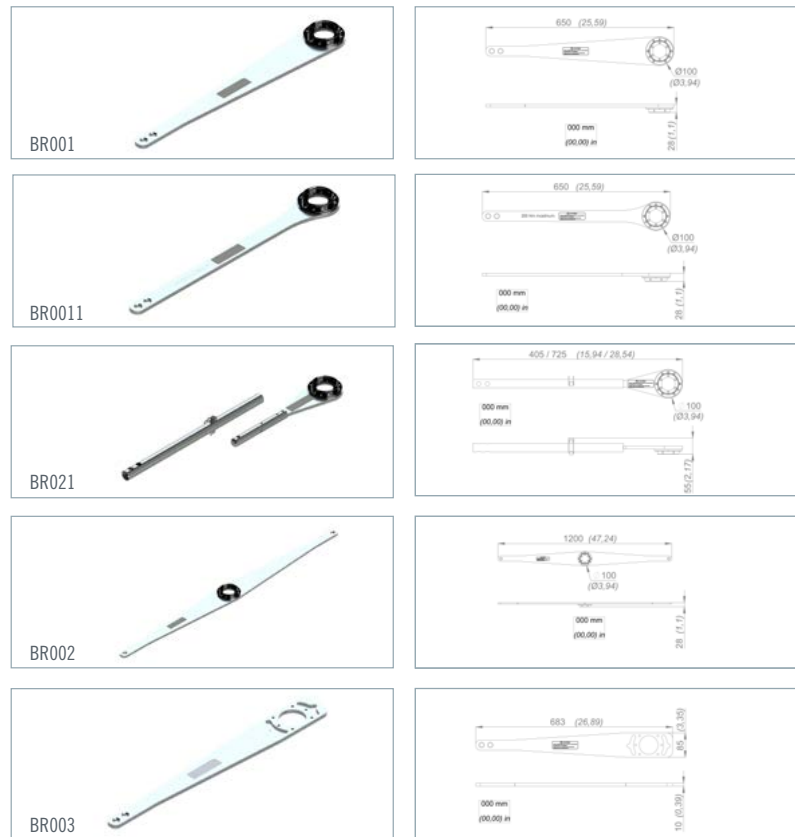 BR001
650 (25,59)
Ø100
(Ø3,94)
000 mm
(00,00) in
28 (1,1)
BR0011
650 (25,59)
Ø100
(Ø3,94)
000 mm
(00,00) in
28 (1,1)
BR021
405 / 725 (15,94 / 28,54)
100
(Ø3,94)
000 mm
(00,00) in
55 (2,17)
BR002
1200 (47,24)
100
(Ø3,94)
000 mm
(00,00) in
28 (1,1)
BR003
683 (26,89)
85 (3,35)
000 mm
(00,00) in
10 (0,39)